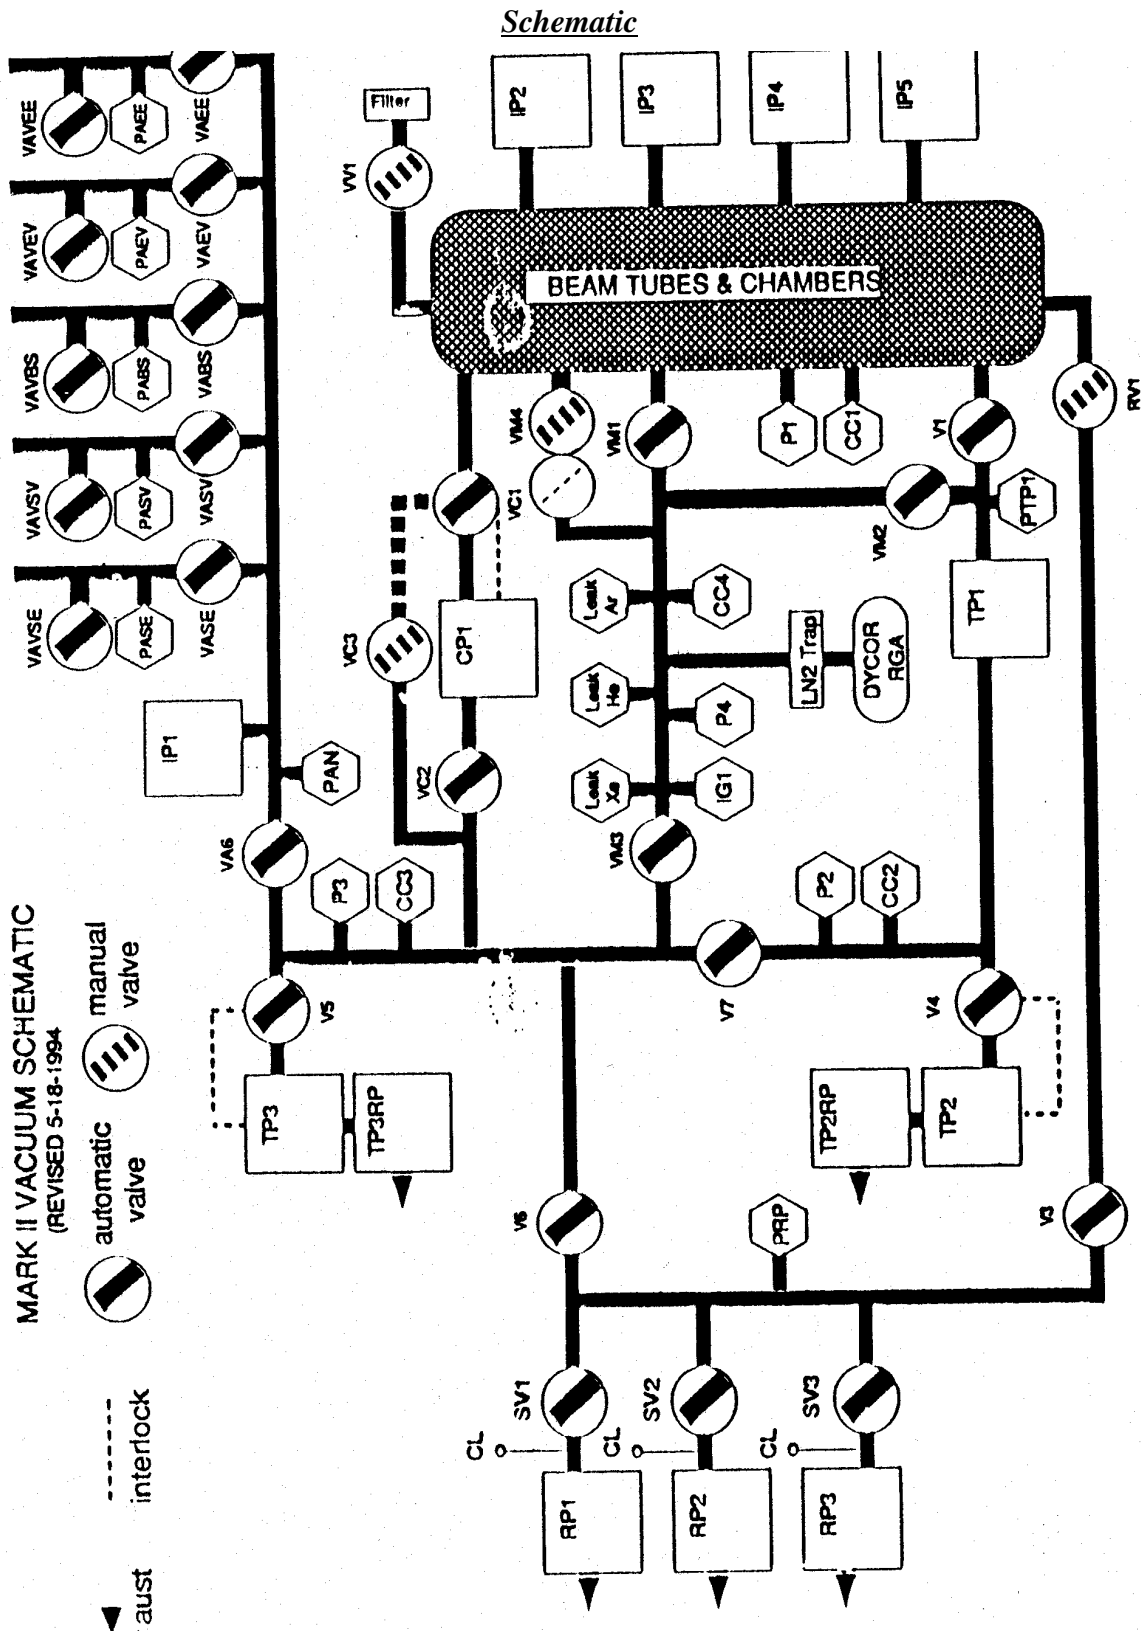 Schematic
MARK II VACUUM SCHEMATIC
(REVISED 5-18-1994
automatic
valve
manual
valve
interlock
aust
VAVEE
PAEE
VAEE
VAVEV
PAEV
VAEV
VAVBS
PABS
VABS
VAVSV
PASV
VASV
VAVSE
PASE
VASE
IP1
PAN
VA6
Filter
VV1
IP2
IP3
IP4
IP5
BEAM TUBES & CHAMBERS
RV1
VM4
VM1
P1
CC1
V1
VC1
VM2
PTP1
VC3
CP1
VC2
Leak
Ar
CC4
Leak
He
P4
Leak
Xe
IG1
LN2 Trap
DYCOR
RGA
TP1
VM3
P3
CC3
P2
CC2
V5
V7
V4
TP3
TP3RP
TP2RP
TP2
V6
PRP
V3
SV1
SV2
SV3
CL
CL
CL
RP1
RP2
RP3